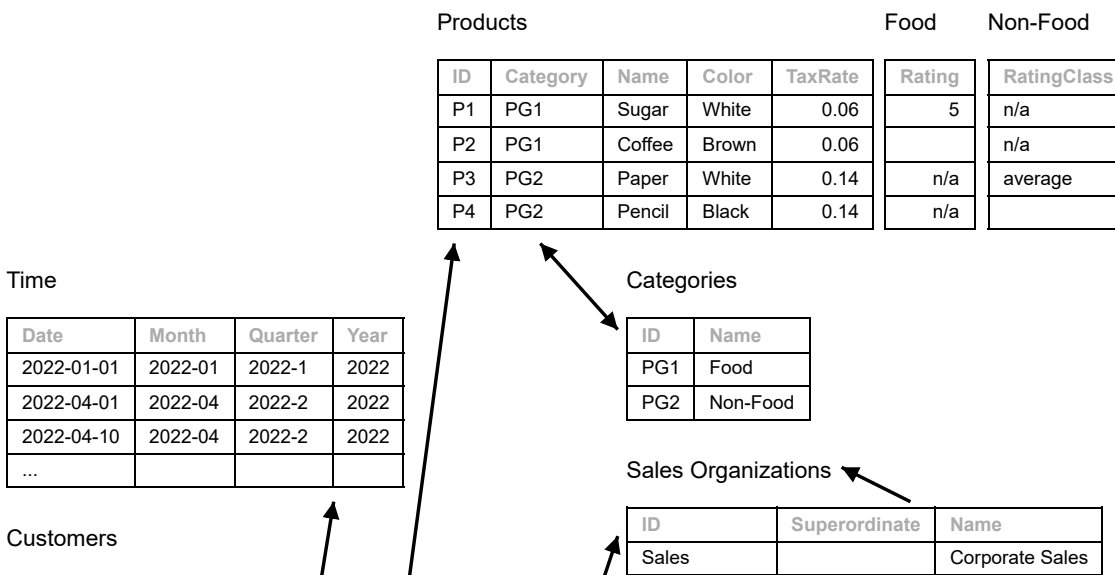 Products Food Non-Food
ID Category Name Color TaxRate Rating RatingClass
P1 PG1 Sugar White 0.06 5 n/a
P2 PG1 Coffee Brown 0.06 n/a
P3 PG2 Paper White 0.14 n/a average
P4 PG2 Pencil Black 0.14 n/a
Time
Date Month Quarter Year
2022-01-01 2022-01 2022-1 2022
2022-04-01 2022-04 2022-2 2022
2022-04-10 2022-04 2022-2 2022
...
Categories
ID Name
PG1 Food
PG2 Non-Food
Sales Organizations
ID Superordinate Name
Sales Corporate Sales
Customers